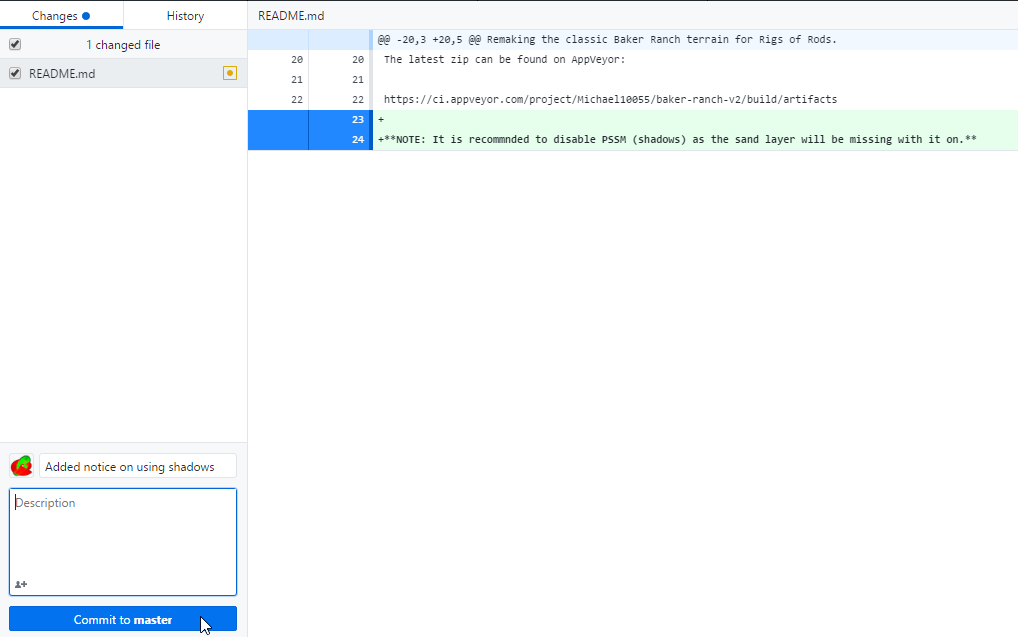 Changes
History
1 changed file
README.md
Added notice on using shadows
Description
Commit to master
README.md
@@ -20,3 +20,5 @@ Remaking the classic Baker Ranch terrain for Rigs of Rods.
20 20 The latest zip can be found on AppVeyor:
21 21
22 22 https://ci.appveyor.com/project/Michael10055/baker-ranch-v2/build/artifacts
23 +
24 +**NOTE: It is recommnded to disable PSSM (shadows) as the sand layer will be missing with it on.**